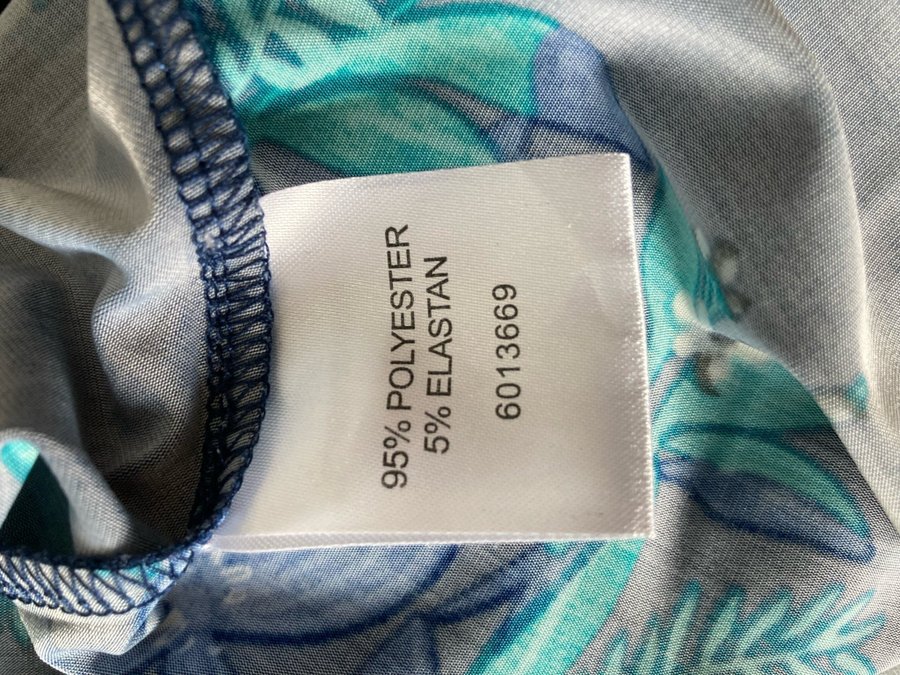 95% POLYESTER
5% ELASTAN
6013669